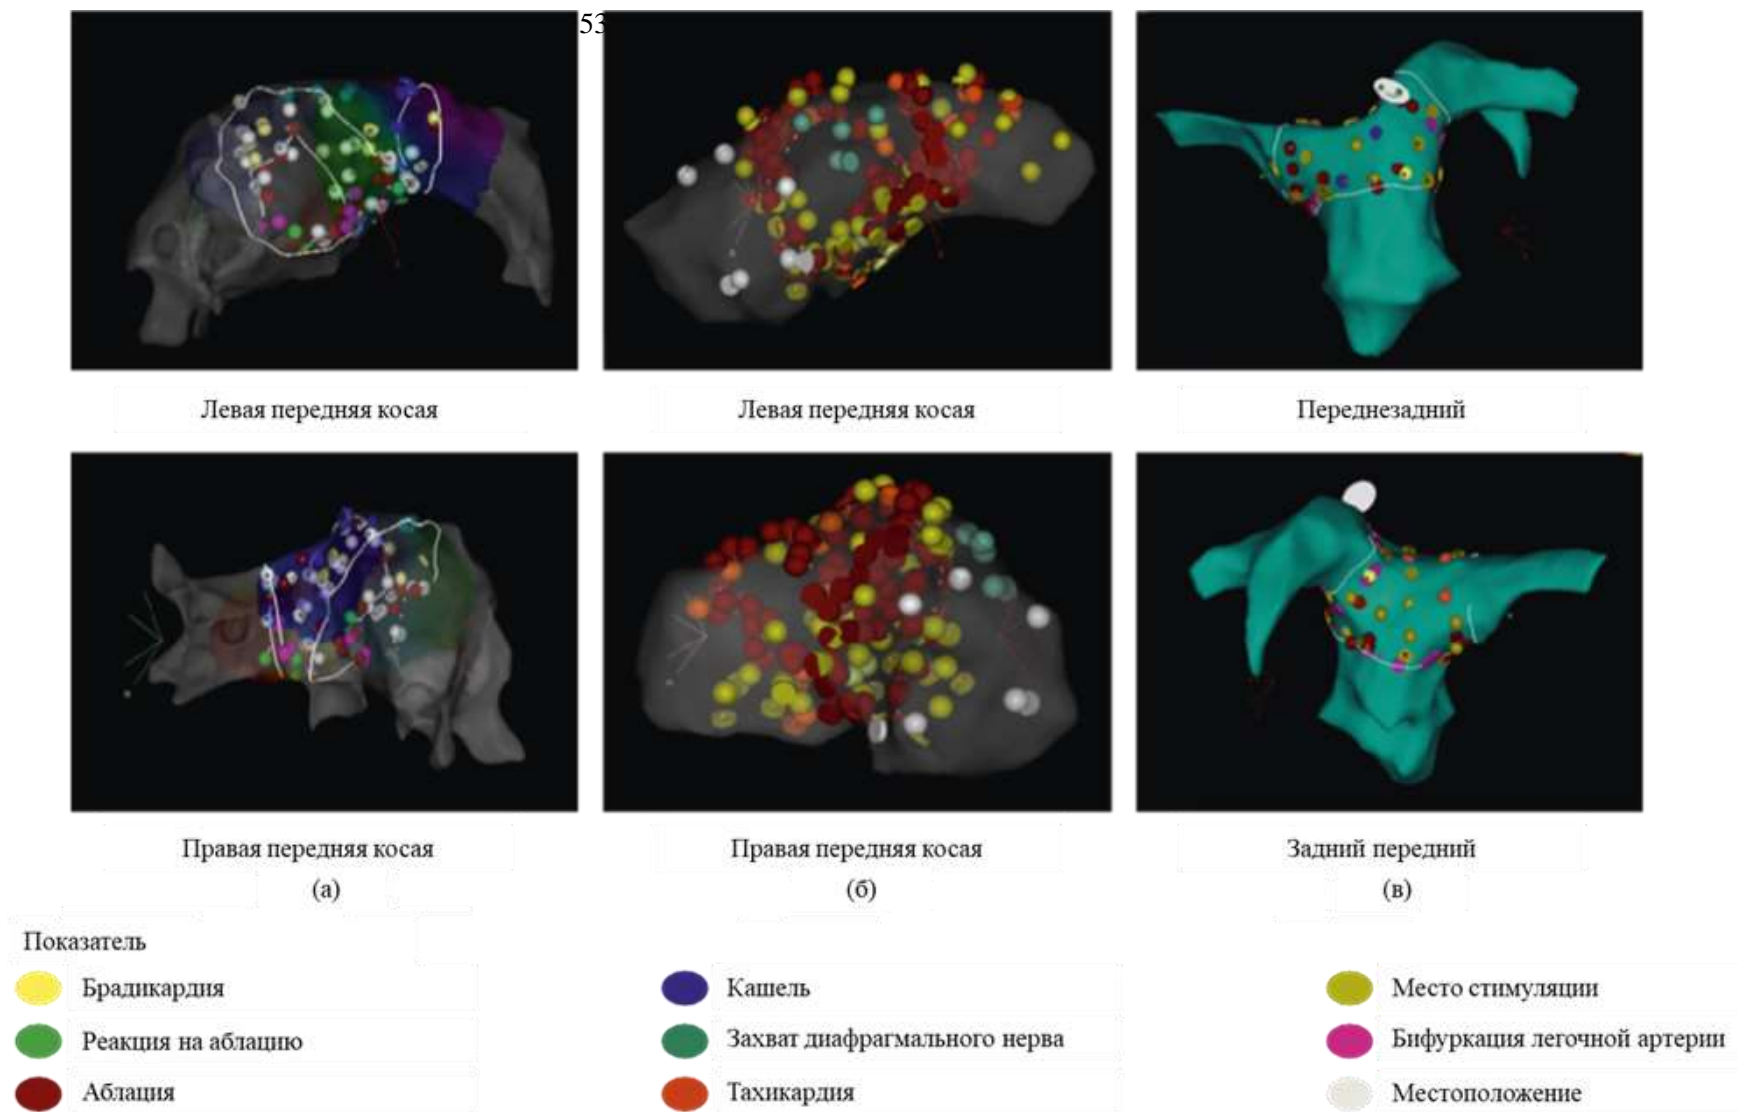 53
Левая передняя косая
Левая передняя косая
Переднезадний
Правая передняя косая
Правая передняя косая
Задний передний
(а)
(б)
(в)
Показатель
Брадикардия
Кашель
Место стимуляции
Реакция на аблацию
Захват диафрагмального нерва
Бифуркация легочной артерии
Аблация
Тахикардия
Местоположение